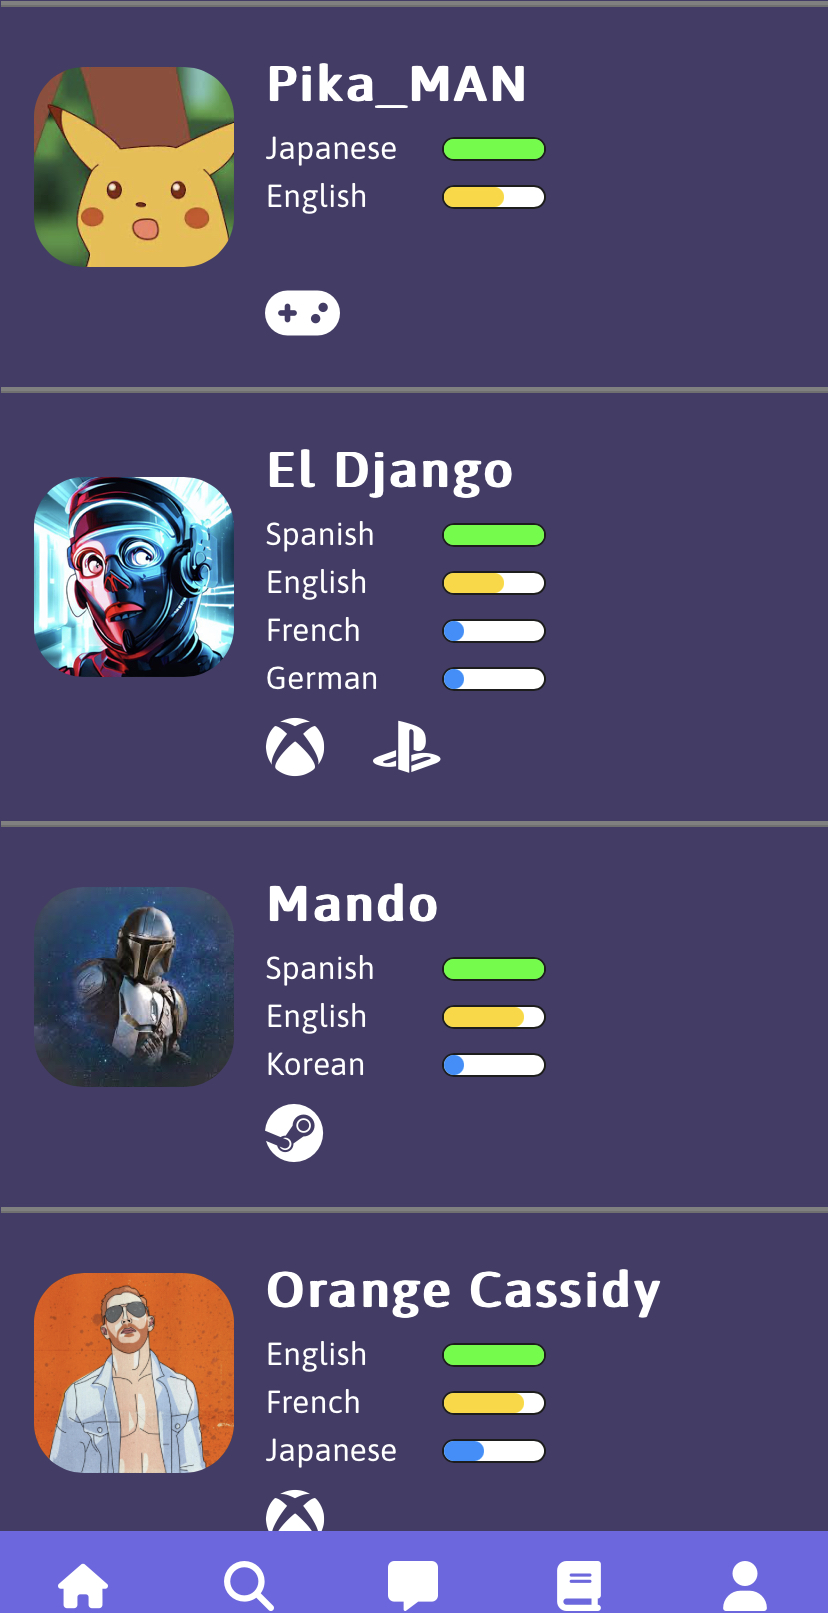 Pika_MAN
Japanese
English
El Django
Spanish
English
French
German
Mando
Spanish
English
Korean
Orange Cassidy
English
French
Japanese